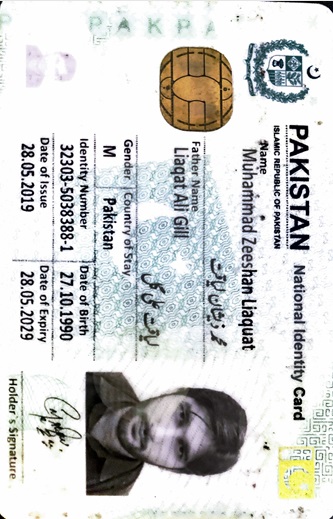 PAKISTAN National Identity Card
ISLAMIC REPUBLIC OF PAKISTAN
Name
Muhammad Zeeshan Liaquat
محمد ذیشان لیاقت
Father Name
Liaqat Ali Gill
لیاقت علی گل
Gender Country of Stay
M Pakistan
Identity Number Date of Birth
32303-5038388-1 27.10.1990
Date of Issue Date of Expiry
28.05.2019 28.05.2029
Holder's Signature
PAKPA